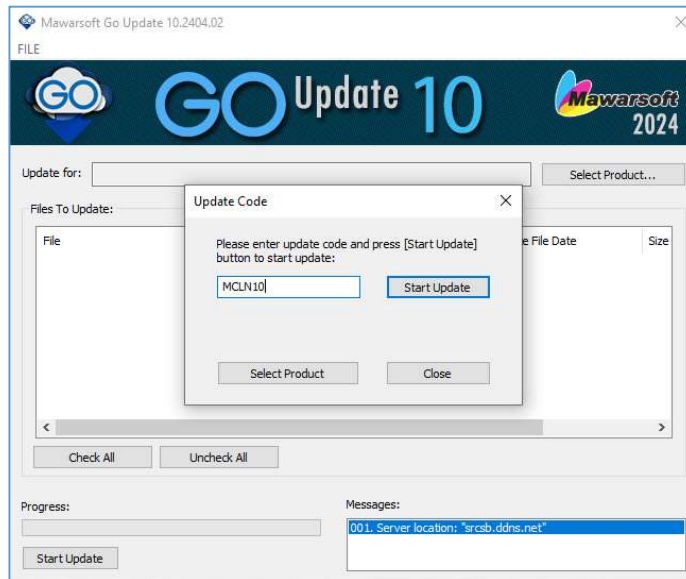 Mawarsoft Go Update 10.2404.02
FILE
GO
GO Update 10
Mawarsoft
2024
Update for:
Select Product...
Files To Update:
File
e File Date
Size
Update Code
Please enter update code and press [Start Update]
button to start update:
MCLN10
Start Update
Select Product
Close
Check All
Uncheck All
Progress:
Messages:
001. Server location: "srcsb.ddns.net"
Start Update